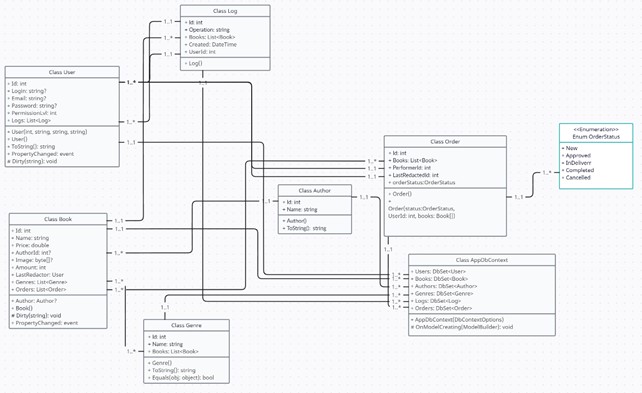 Class Log
+ Id: int
+ Operation: string
+ Books: List<Book>
+ Created: DateTime
+ UserId: int
+ Log()
Class User
+ Id: int
+ Login: string?
+ Email: string?
+ Password: string?
+ PermissionLvl: int
+ Logs: List<Log>
+ User(int, string, string, string)
+ User()
+ ToString(): string
+ PropertyChanged: event
# Dirty(string): void
Class Order
+ Id: int
+ Books: List<Book>
+ PerformerId: int
+ LastRedactedId: int
+ orderStatus:OrderStatus
+ Order()
+
Order(status:OrderStatus,
UserId: int, books: Book[])
<<Enumeration>>
Enum OrderStatus
+ New
+ Approved
+ InDeliverr
+ Completed
+ Cancelled
Class Author
+ Id: int
+ Name: string
+ Author()
+ ToString(): string
Class Book
+ Id: int
+ Name: string
+ Price: double
+ AuthorId: int?
+ Image: byte[]?
+ Amount: int
+ LastRedactor: User
+ Genres: List<Genre>
+ Orders: List<Order>
+ Author: Author?
+ Book()
# Dirty(string): void
+ PropertyChanged: event
Class AppDbContext
+ Users: DbSet<User>
+ Books: DbSet<Book>
+ Authors: DbSet<Author>
+ Genres: DbSet<Genre>
+ Logs: DbSet<Log>
+ Orders: DbSet<Order>
+ AppDbContext(DbContextOptions)
# OnModelCreating(ModelBuilder): void
Class Genre
+ Id: int
+ Name: string
+ Books: List<Book>
+ Genre()
+ ToString(): string
+ Equals(obj: object): bool
1..1
1..*
1..1
1..1
1..*
1..*
1..1
1..1
1..*
1..1
1..1
1..1
1..*
1..1
1..1
1..1
1..1
1..*
1..*
1..*
1..1
1..*
1..*
1..*
1..*
1..1
1..*